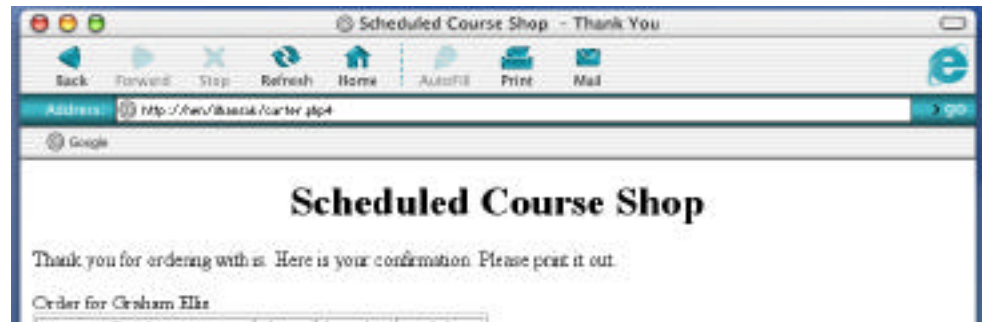 Scheduled Course Shop - Thank You
Back Forward Stop Refresh Home AutoFill Print Mail
Address: go
Google
Scheduled Course Shop
Thank you for ordering with is. Here is your confirmation. Please print it out.
Order for Graham Ellis